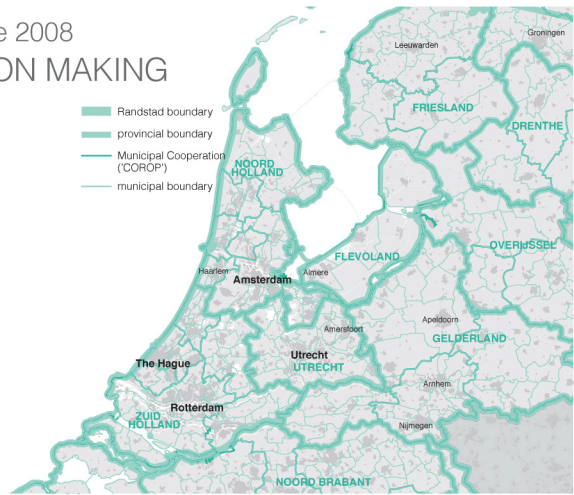 e 2008
ON MAKING
Randstad boundary
provincial boundary
Municipal Cooperation
('COROP')
municipal boundary
Groningen
Leeuwarden
FRIESLAND
DRENTHE
NOORD
HOLLAND
OVERIJSSEL
FLEVOLAND
Haarlem
Almere
Amsterdam
Apeldoorn
Amersfoort
GELDERLAND
Utrecht
UTRECHT
The Hague
Arnhem
Rotterdam
ZUID
HOLLAND
Nijmegen
NOORD BRABANT